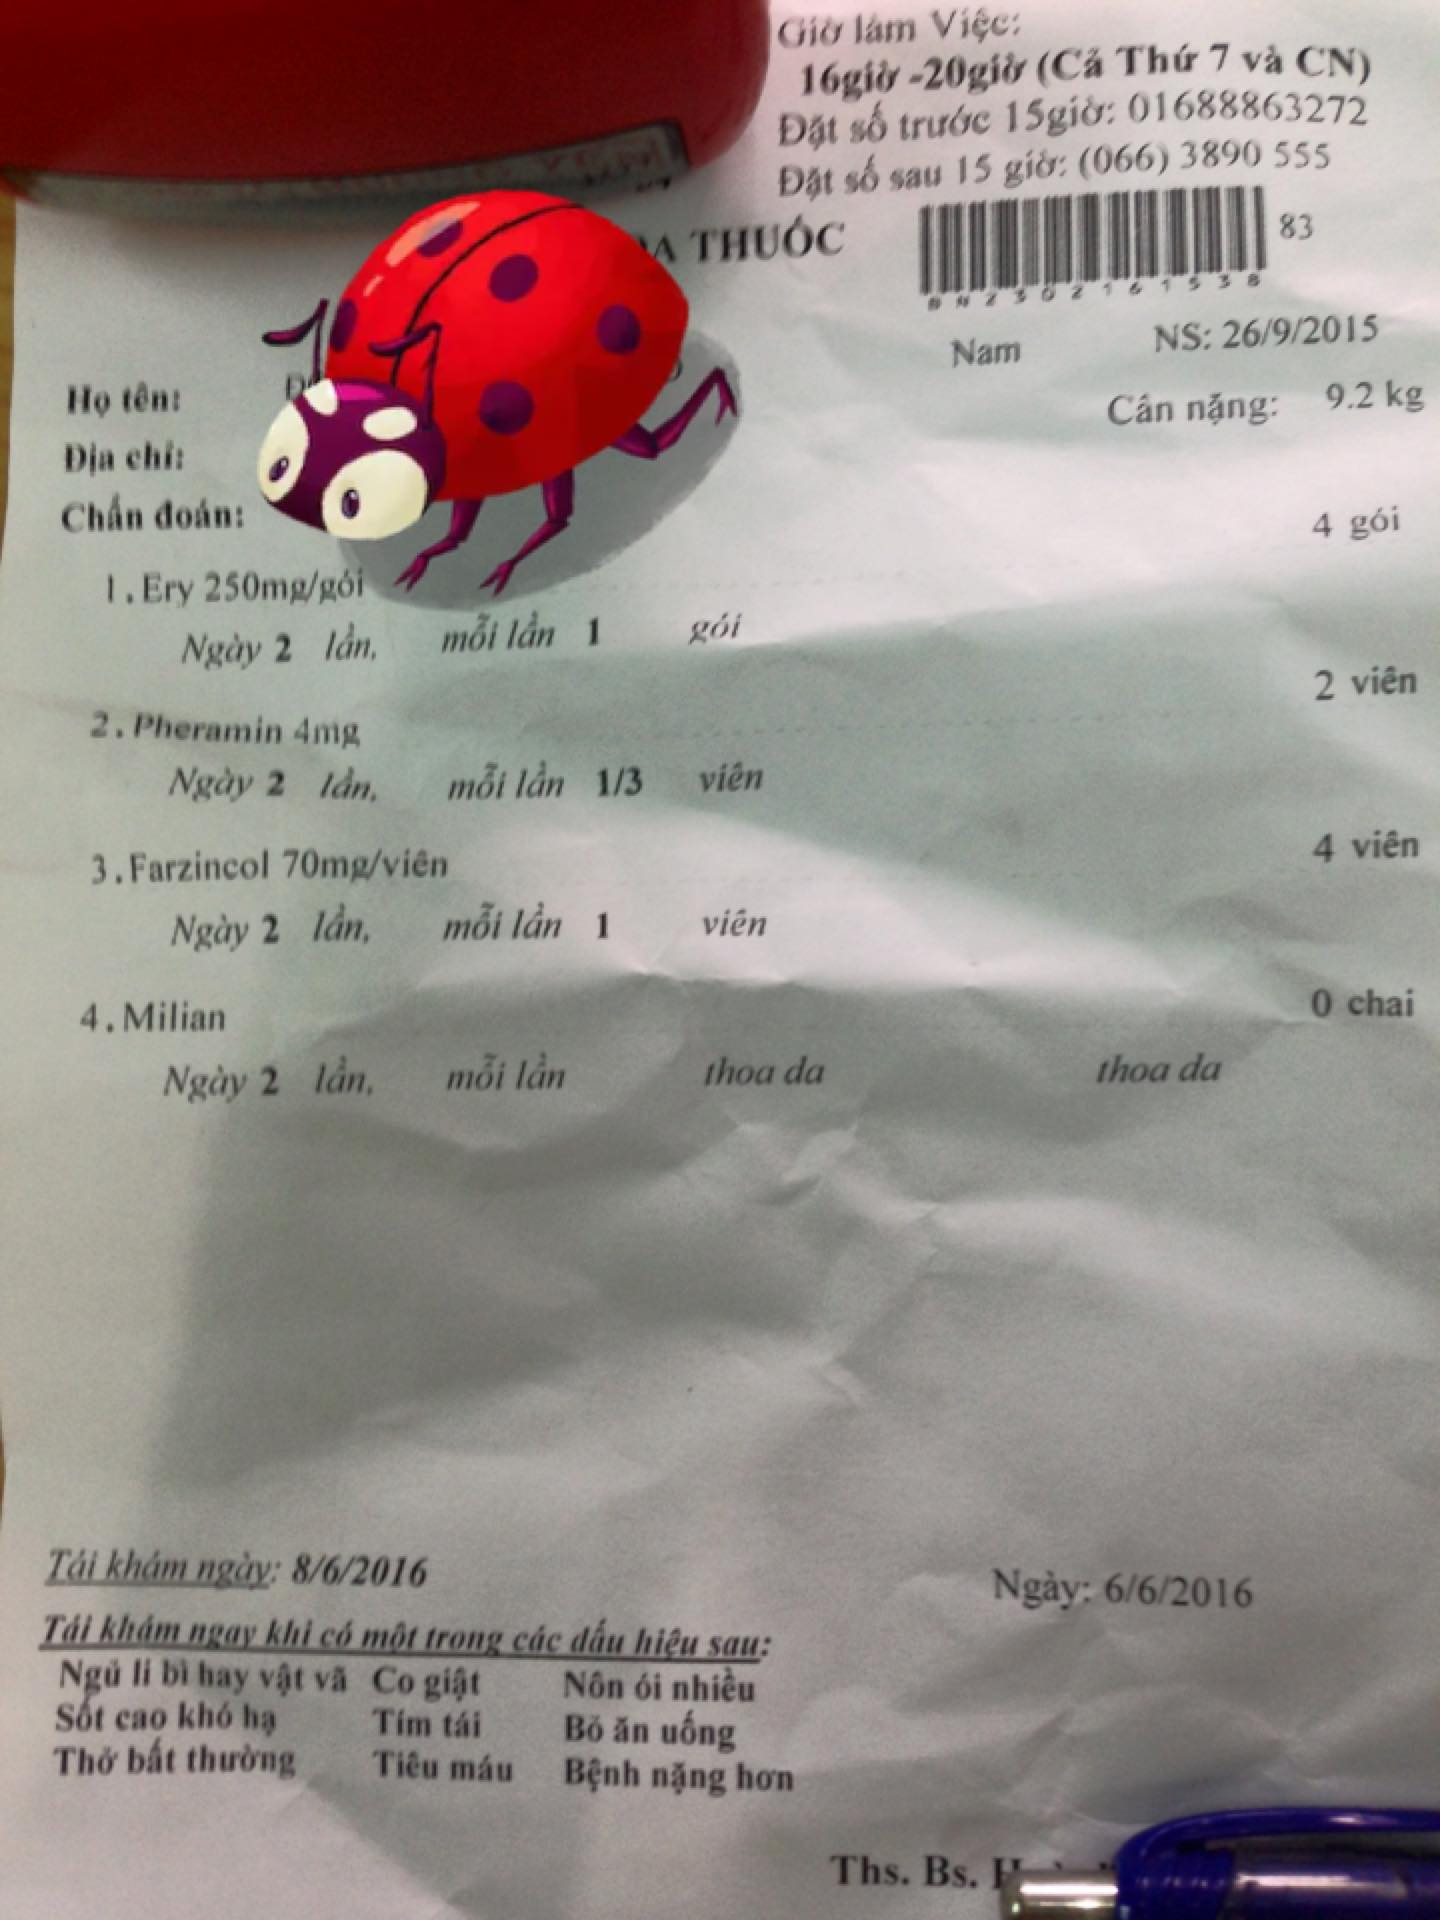 Giờ làm Việc:
16giờ -20giờ (Cả Thứ 7 và CN)
Đặt số trước 15giờ: 01688863272
Đặt số sau 15 giờ: (066) 3890 555
THUỐC
83
842302161538
Nam NS: 26/9/2015
Họ tên:
Cân nặng: 9.2 kg
Địa chỉ:
Chẩn đoán:
1.Ery 250mg/gói 4 gói
Ngày 2 lần, mỗi lần 1 gói
2.Pheramin 4mg 2 viên
Ngày 2 lần, mỗi lần 1/3 viên
3.Farzincol 70mg/viên 4 viên
Ngày 2 lần, mỗi lần 1 viên
4.Milian 0 chai
Ngày 2 lần, mỗi lần thoa da thoa da
Tái khám ngày: 8/6/2016
Ngày: 6/6/2016
Tái khám ngay khi có một trong các dấu hiệu sau:
Ngủ li bì hay vật vã Co giật Nôn ói nhiều
Sốt cao khó hạ Tím tái Bỏ ăn uống
Thở bất thường Tiêu máu Bệnh nặng hơn
Ths. Bs.